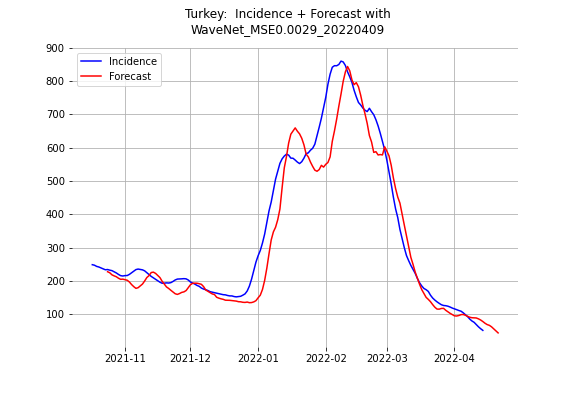 Turkey:  Incidence + Forecast with
WaveNet_MSE0.0029_20220409
900
800
700
600
500
400
300
200
100
Incidence
Forecast
2021-11 2021-12 2022-01 2022-02 2022-03 2022-04